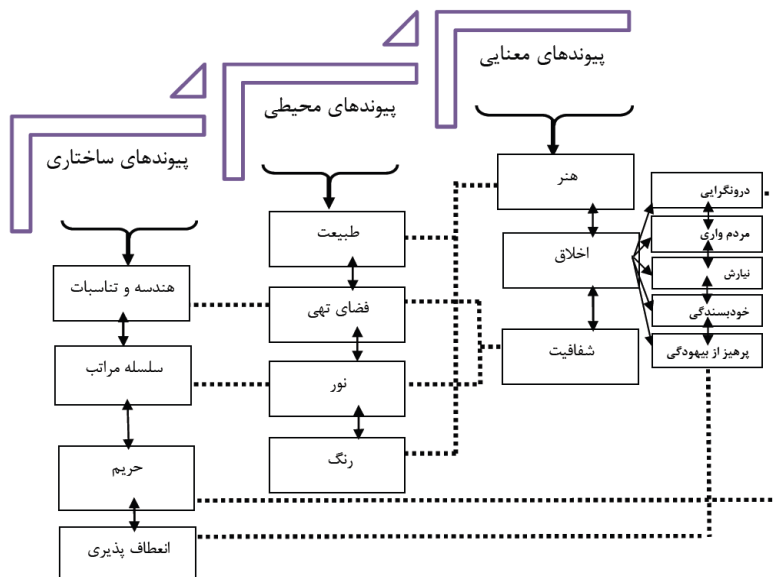 پیوندهای معنایی
پیوندهای محیطی
پیوندهای ساختاری
هنر
اخلاق
شفافیت
درونگرایی
مردم واری
نیارش
خودبسندگی
پرهیز از بیهودگی
طبیعت
فضای تهی
نور
رنگ
هندسه و تناسبات
سلسله مراتب
حریم
انعطاف پذیری